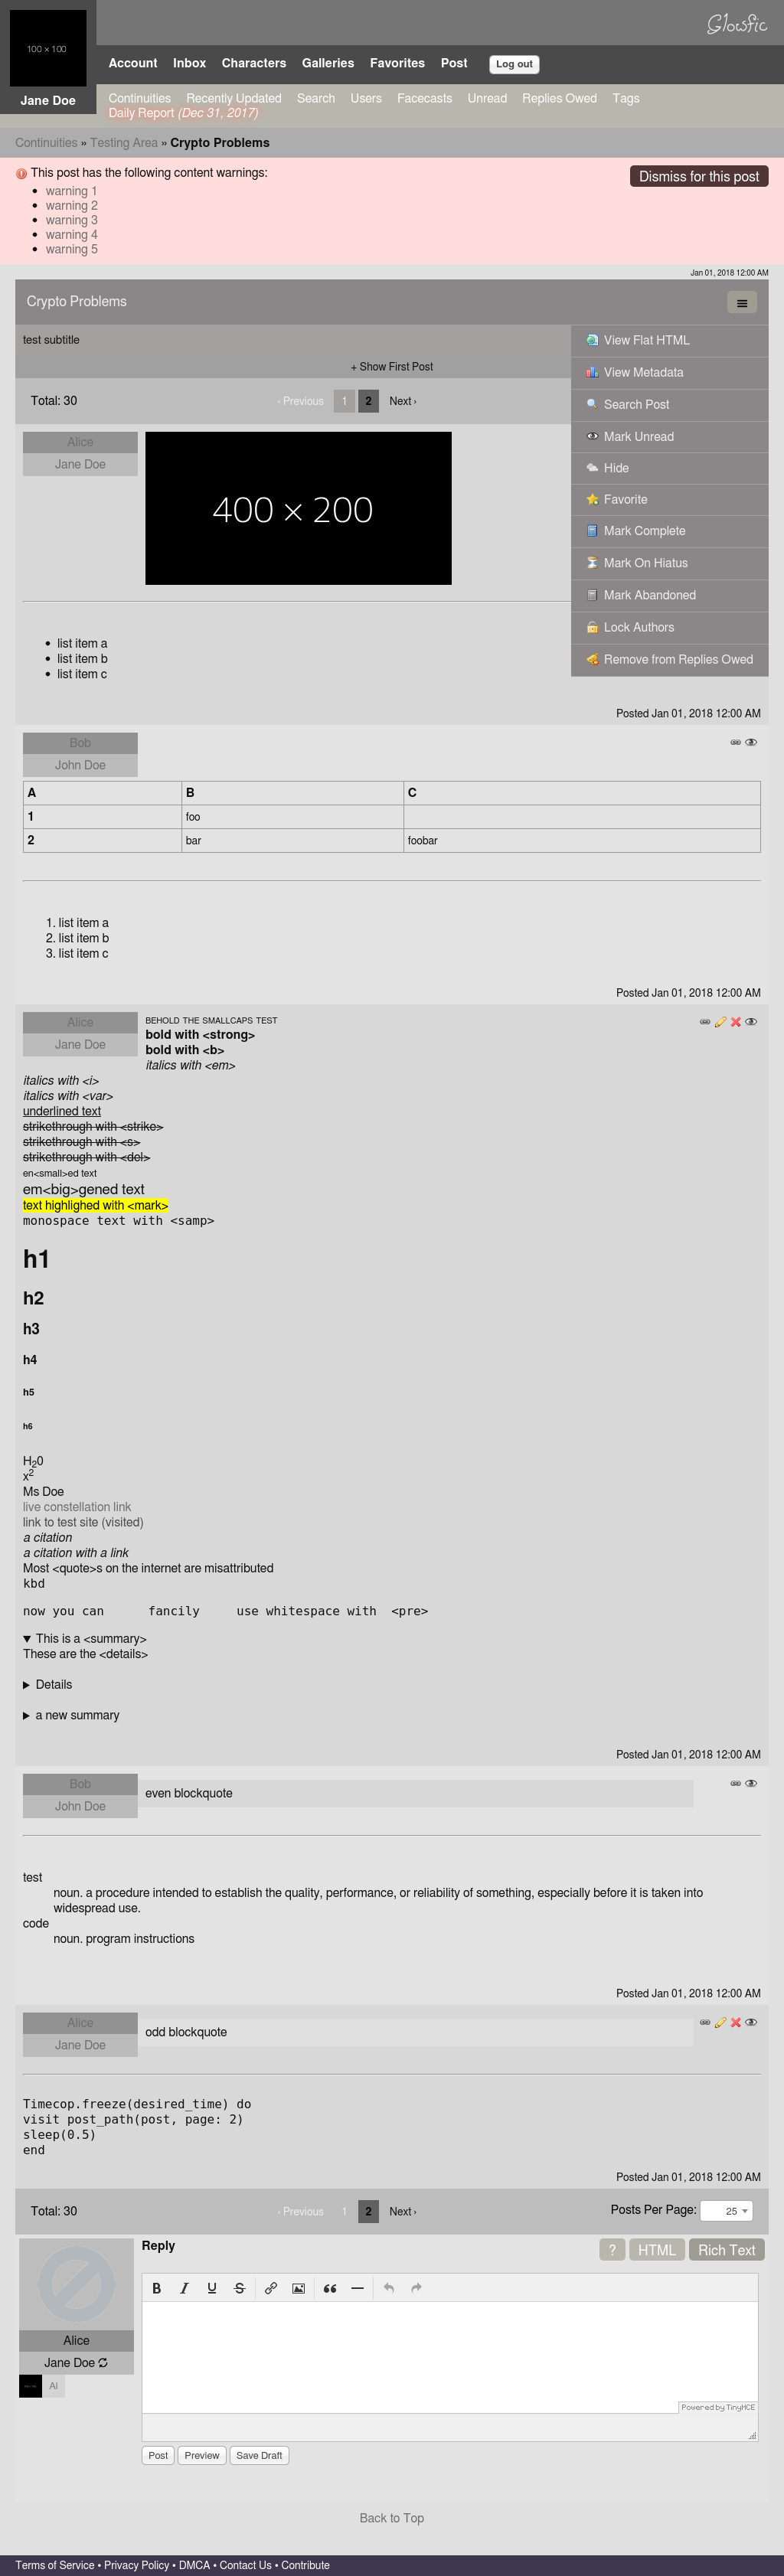 100 × 100
Glowfic
Account Inbox Characters Galleries Favorites Post Log out
Jane Doe
Continuities Recently Updated Search Users Facecasts Unread Replies Owed Tags
Daily Report (Dec 31, 2017)
Continuities » Testing Area » Crypto Problems
This post has the following content warnings:
Dismiss for this post
• warning 1
• warning 2
• warning 3
• warning 4
• warning 5
Jan 01, 2018 12:00 AM
Crypto Problems
test subtitle
+ Show First Post
Total: 30 ‹ Previous 1 2 Next ›
View Flat HTML
View Metadata
Search Post
Mark Unread
Hide
Favorite
Mark Complete
Mark On Hiatus
Mark Abandoned
Lock Authors
Remove from Replies Owed
Alice
Jane Doe
400 × 200
• list item a
• list item b
• list item c
Posted Jan 01, 2018 12:00 AM
Bob
John Doe
A B C
1 foo
2 bar foobar
1. list item a
2. list item b
3. list item c
Posted Jan 01, 2018 12:00 AM
Alice
Jane Doe
BEHOLD THE SMALLCAPS TEST
bold with <strong>
bold with <b>
italics with <em>
italics with <i>
italics with <var>
underlined text
strikethrough with <strike>
strikethrough with <s>
strikethrough with <del>
en<small>ed text
em<big>gened text
text highlighed with <mark>
monospace text with <samp>
h1
h2
h3
h4
h5
h6
H20
x2
Ms Doe
live constellation link
link to test site (visited)
a citation
a citation with a link
Most <quote>s on the internet are misattributed
kbd
now you can      fancily     use whitespace with  <pre>
▼ This is a <summary>
These are the <details>
► Details
► a new summary
Posted Jan 01, 2018 12:00 AM
Bob
John Doe
even blockquote
test
noun. a procedure intended to establish the quality, performance, or reliability of something, especially before it is taken into
widespread use.
code
noun. program instructions
Posted Jan 01, 2018 12:00 AM
Alice
Jane Doe
odd blockquote
Timecop.freeze(desired_time) do
visit post_path(post, page: 2)
sleep(0.5)
end
Posted Jan 01, 2018 12:00 AM
Total: 30 ‹ Previous 1 2 Next › Posts Per Page: 25
Reply ? HTML Rich Text
B I U S
Alice
Jane Doe
Al
Powered by TinyMCE
Post Preview Save Draft
Back to Top
Terms of Service • Privacy Policy • DMCA • Contact Us • Contribute